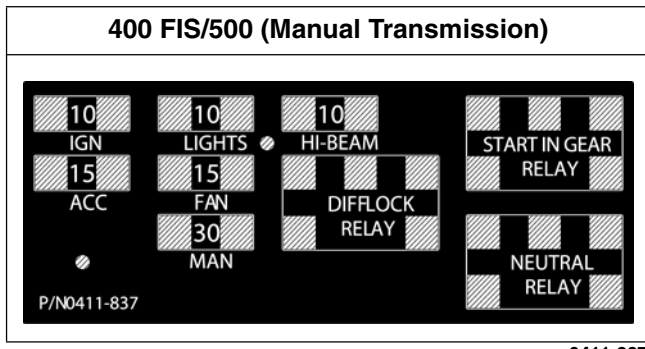 400 FIS/500 (Manual Transmission)
10 10 10
IGN LIGHTS HI-BEAM
15 15
ACC FAN
30
MAN
DIFFLOCK
RELAY
START IN GEAR
RELAY
NEUTRAL
RELAY
P/N0411-837